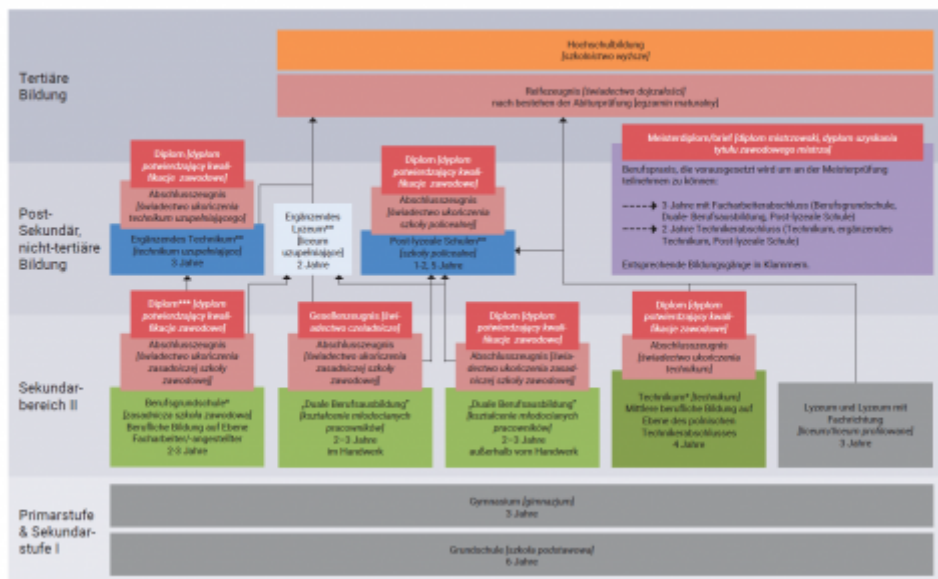 Tertiäre
Bildung
Hochschulbildung
[szkolnictwo wyższe]
Reifezeugnis [świadectwo dojrzałości]
nach bestehen der Abiturprüfung [egzamin maturalny]
Post-
Sekundär,
nicht-tertiäre
Bildung
Diplom [dyplom
potwierdzający kwali-
fikacje zawodowe]
Abschlusszeugnis
[świadectwo ukończenia
technikum uzupełniającego]
Ergänzendes Technikum**
[technikum uzupełniające]
3 Jahre
Ergänzendes
Lyzeum**
[liceum
uzupełniające]
2 Jahre
Diplom [dyplom
potwierdzający kwali-
fikacje zawodowe]
Abschlusszeugnis
[świadectwo ukończenia
szkoły policealnej]
Post-lyzeale Schulen**
[szkoły policealne]
1-2, 5 Jahre
Meisterdiplom/brief [diplom mistrzowski, dyplom uzyskania
tytułu zawodowego mistrza]
Berufspraxis, die vorausgesetzt wird um an der Meisterprüfung
teilnehmen zu können:
3 Jahre mit Facharbeiterabschluss (Berufsgrundschule,
Duale- Berufsausbildung, Post-lyzeale Schule)
2 Jahre Technikerabschluss (Technikum, ergänzendes
Technikum, Post-lyzeale Schule)
Entsprechende Bildungsgänge in Klammern.
Sekundar-
bereich II
Diplom*** [dyplom
potwierdzający kwali-
fikacje zawodowe]
Abschlusszeugnis
[świadectwo ukończenia
zasadniczej szkoły
zawodowej]
Berufsgrundschule*
[zasadnicza szkoła zawodowa]
Berufliche Bildung auf Ebene
Facharbeiter/-angestellter
2-3 Jahre
Gesellenzeugnis [świ-
adectwo czeladnicze]
Abschlusszeugnis
[świadectwo ukończenia
zasadniczej szkoły
zawodowej]
„Duale Berufsausbildung"
[kształcenie młodocianych
pracowników]
2–3 Jahre
im Handwerk
Diplom [dyplom
potwierdzający kwali-
fikacje zawodowe]
Abschlusszeugnis [świa-
dectwo ukończenia zasad-
niczej szkoły zawodowej]
„Duale Berufsausbildung"
[kształcenie młodocianych
pracowników]
2–3 Jahre
außerhalb vom Handwerk
Diplom [dyplom
potwierdzający kwali-
fikacje zawodowe]
Abschlusszeugnis
[świadectwo ukończenia
technikum]
Technikum* [technikum]
Mittlere berufliche Bildung auf
Ebene des polnischen
Technikerabschlusses
4 Jahre
Lyzeum und Lyzeum mit
Fachrichtung
[liceum/liceum profilowane]
3 Jahre
Primarstufe
& Sekundar-
stufe I
Gymnasium [gimnazjum]
3 Jahre
Grundschule [szkoła podstawowa]
6 Jahre